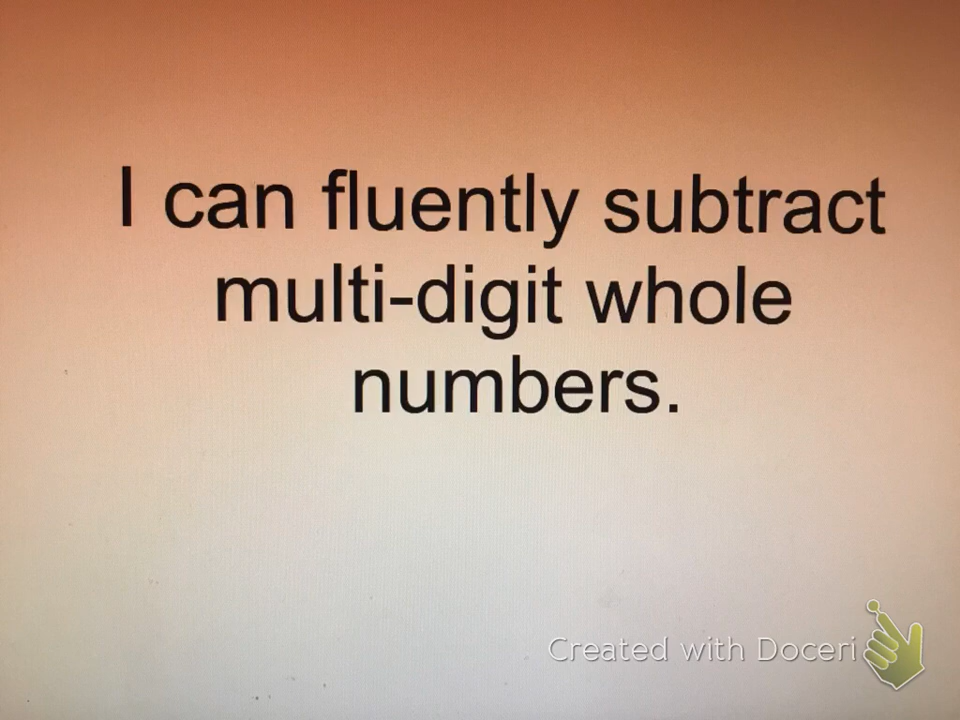 I can fluently subtract
multi-digit whole
numbers.
Created with Doceri